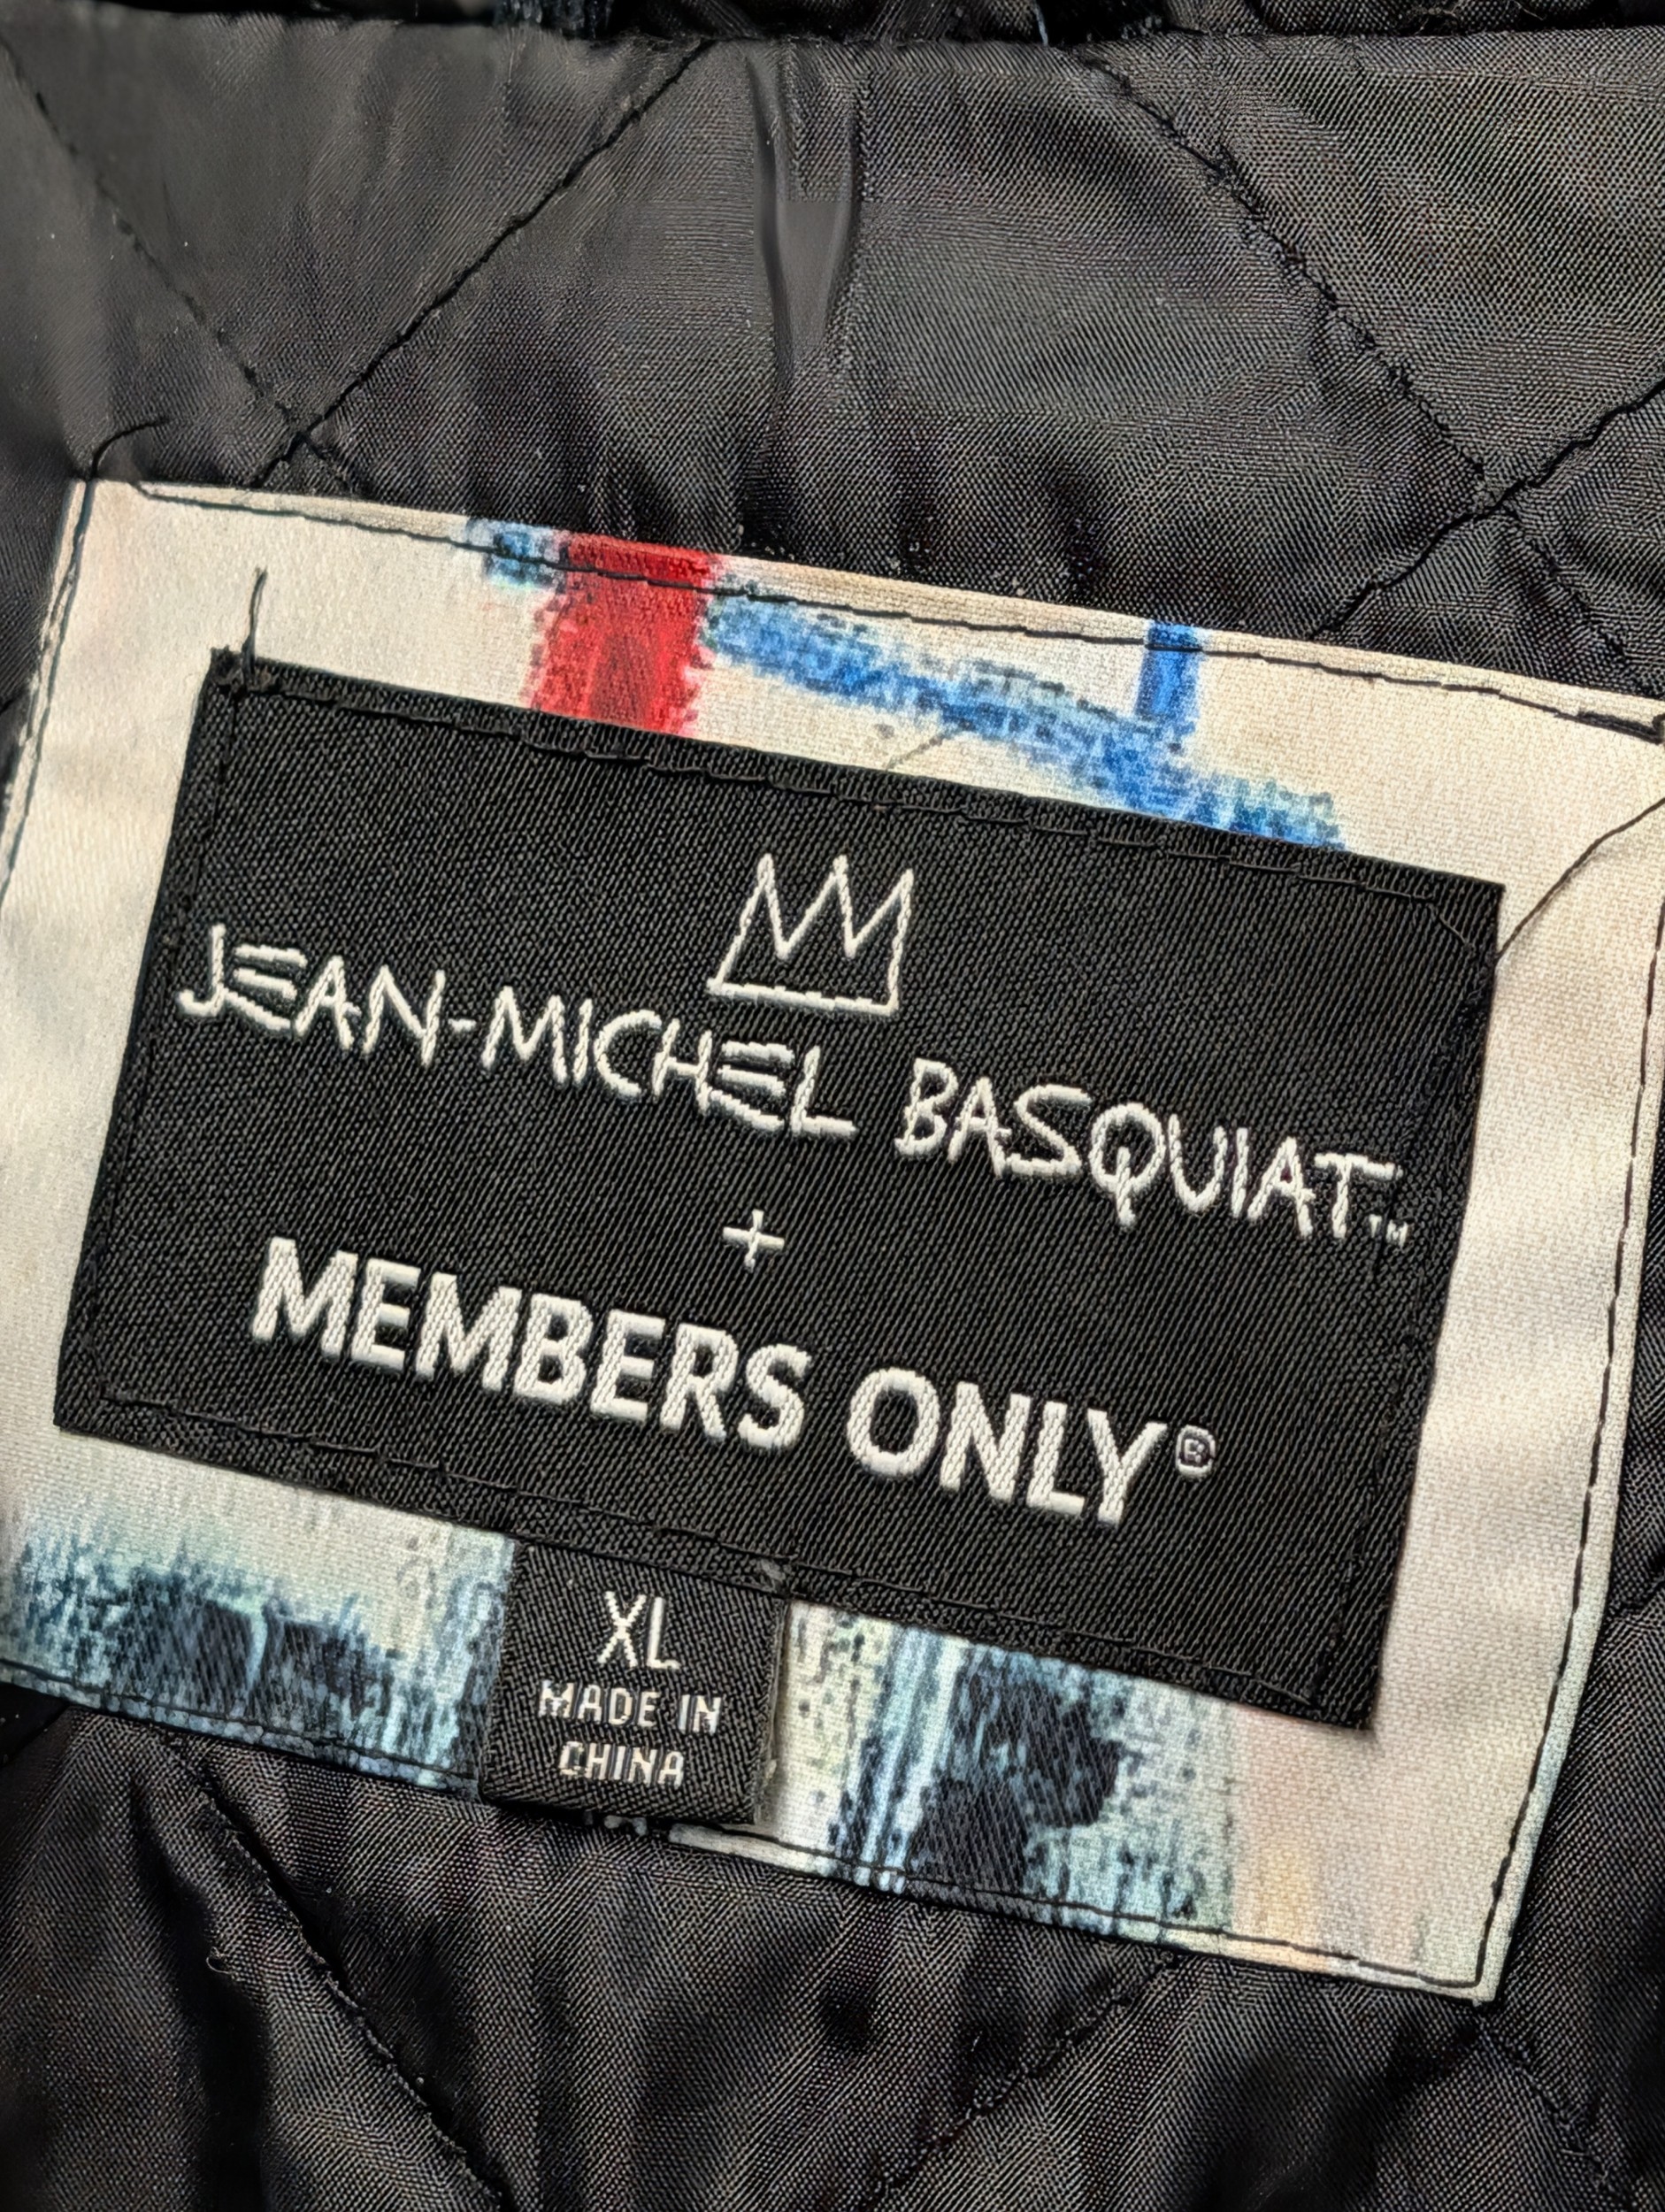 JEAN-MICHEL BASQUIAT™
+
MEMBERS ONLY®
XL
MADE IN
CHINA